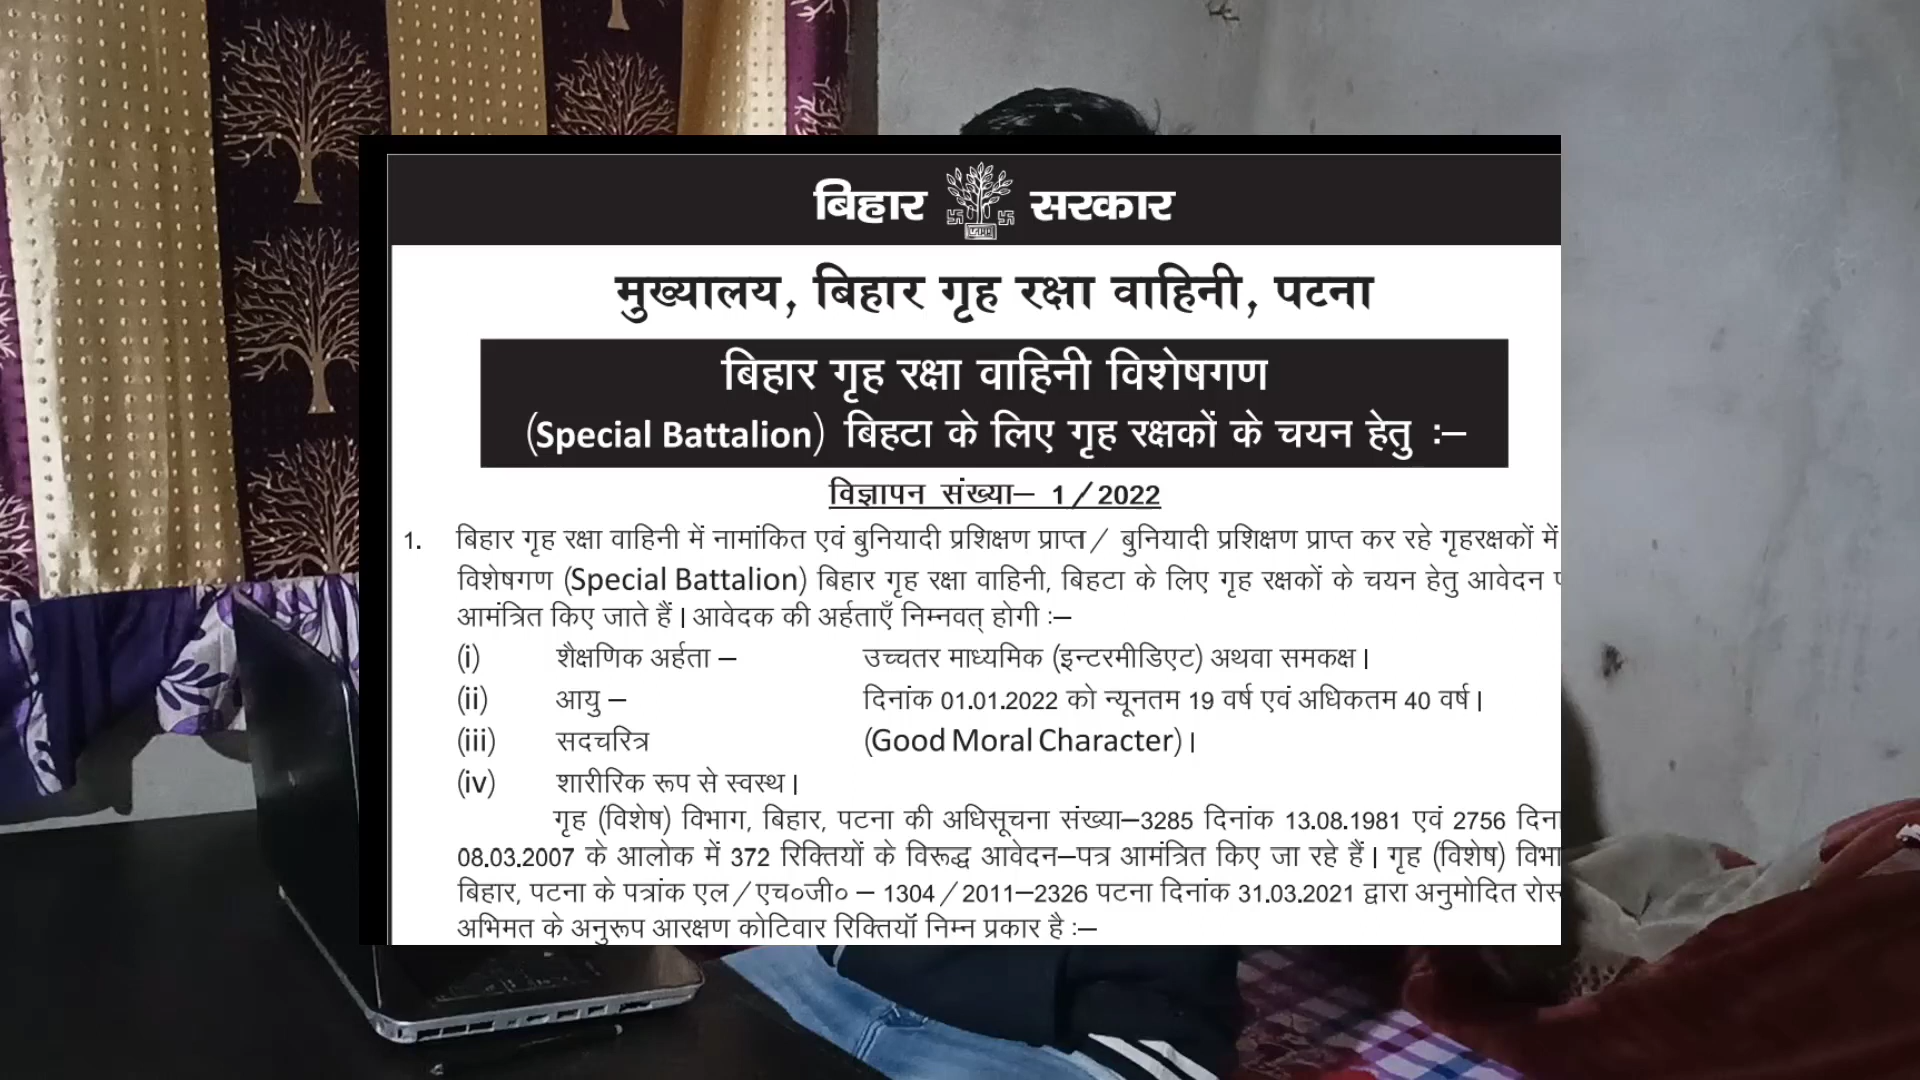 बिहार सरकार
मुख्यालय, बिहार गृह रक्षा वाहिनी, पटना
बिहार गृह रक्षा वाहिनी विशेषगण
(Special Battalion) बिहटा के लिए गृह रक्षकों के चयन हेतु :–
विज्ञापन संख्या– 1/2022
1. बिहार गृह रक्षा वाहिनी में नामांकित एवं बुनियादी प्रशिक्षण प्राप्त/ बुनियादी प्रशिक्षण प्राप्त कर रहे गृहरक्षकों में
विशेषगण (Special Battalion) बिहार गृह रक्षा वाहिनी, बिहटा के लिए गृह रक्षकों के चयन हेतु आवेदन
आमंत्रित किए जाते हैं। आवेदक की अर्हताएँ निम्नवत् होगी :–
(i) शैक्षणिक अर्हता – उच्चतर माध्यमिक (इन्टरमीडिएट) अथवा समकक्ष।
(ii) आयु – दिनांक 01.01.2022 को न्यूनतम 19 वर्ष एवं अधिकतम 40 वर्ष।
(iii) सदचरित्र (Good Moral Character)।
(iv) शारीरिक रूप से स्वस्थ।
गृह (विशेष) विभाग, बिहार, पटना की अधिसूचना संख्या–3285 दिनांक 13.08.1981 एवं 2756
08.03.2007 के आलोक में 372 रिक्तियों के विरूद्ध आवेदन–पत्र आमंत्रित किए जा रहे हैं। गृह (विशेष)
बिहार, पटना के पत्रांक एल/एच०जी० – 1304/2011–2326 पटना दिनांक 31.03.2021 द्वारा अनुमोदित
अभिमत के अनुरूप आरक्षण कोटिवार रिक्तियॉं निम्न प्रकार है :–